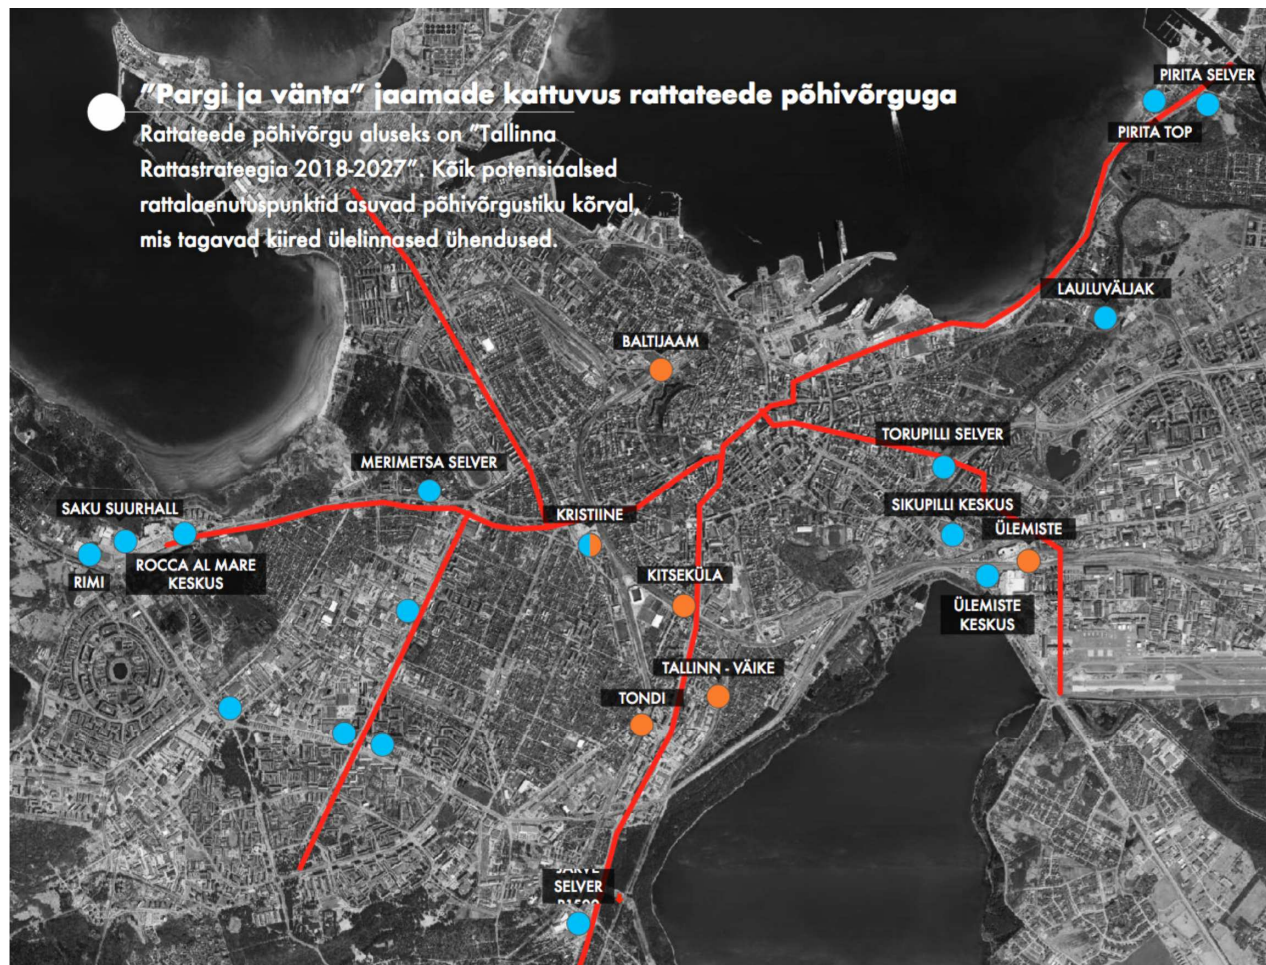 "Pargi ja vänta" jaamade kattuvus rattateede põhivõrguga
Rattateede põhivõrgu aluseks on "Tallinna
Rattastrateegia 2018-2027". Kõik potensiaalsed
rattalaenutuspunktid asuvad põhivõrgustiku kõrval,
mis tagavad kiired ülelinnased ühendused.
PIRITA SELVER
PIRITA TOP
LAULUVÄLJAK
BALTIJAAM
TORUPILLI SELVER
MERIMETSA SELVER
SAKU SUURHALL
SIKUPILLI KESKUS
KRISTIINE
ÜLEMISTE
ROCCA AL MARE
KESKUS
RIMI
KITSEKÜLA
ÜLEMISTE
KESKUS
TALLINN - VÄIKE
TONDI
JÄRVE
SELVER